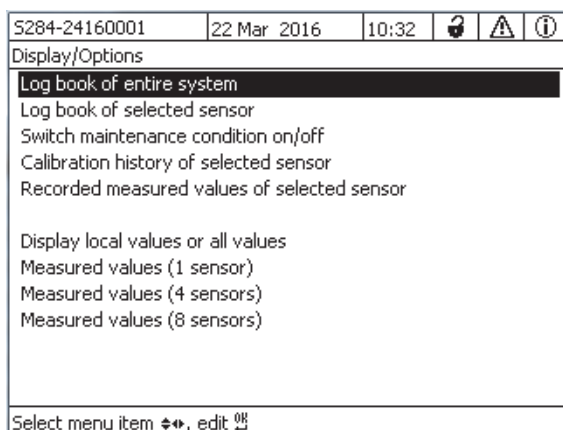 S284-24160001 22 Mar 2016 10:32
Display/Options
Log book of entire system
Log book of selected sensor
Switch maintenance condition on/off
Calibration history of selected sensor
Recorded measured values of selected sensor
Display local values or all values
Measured values (1 sensor)
Measured values (4 sensors)
Measured values (8 sensors)
Select menu item , edit OK